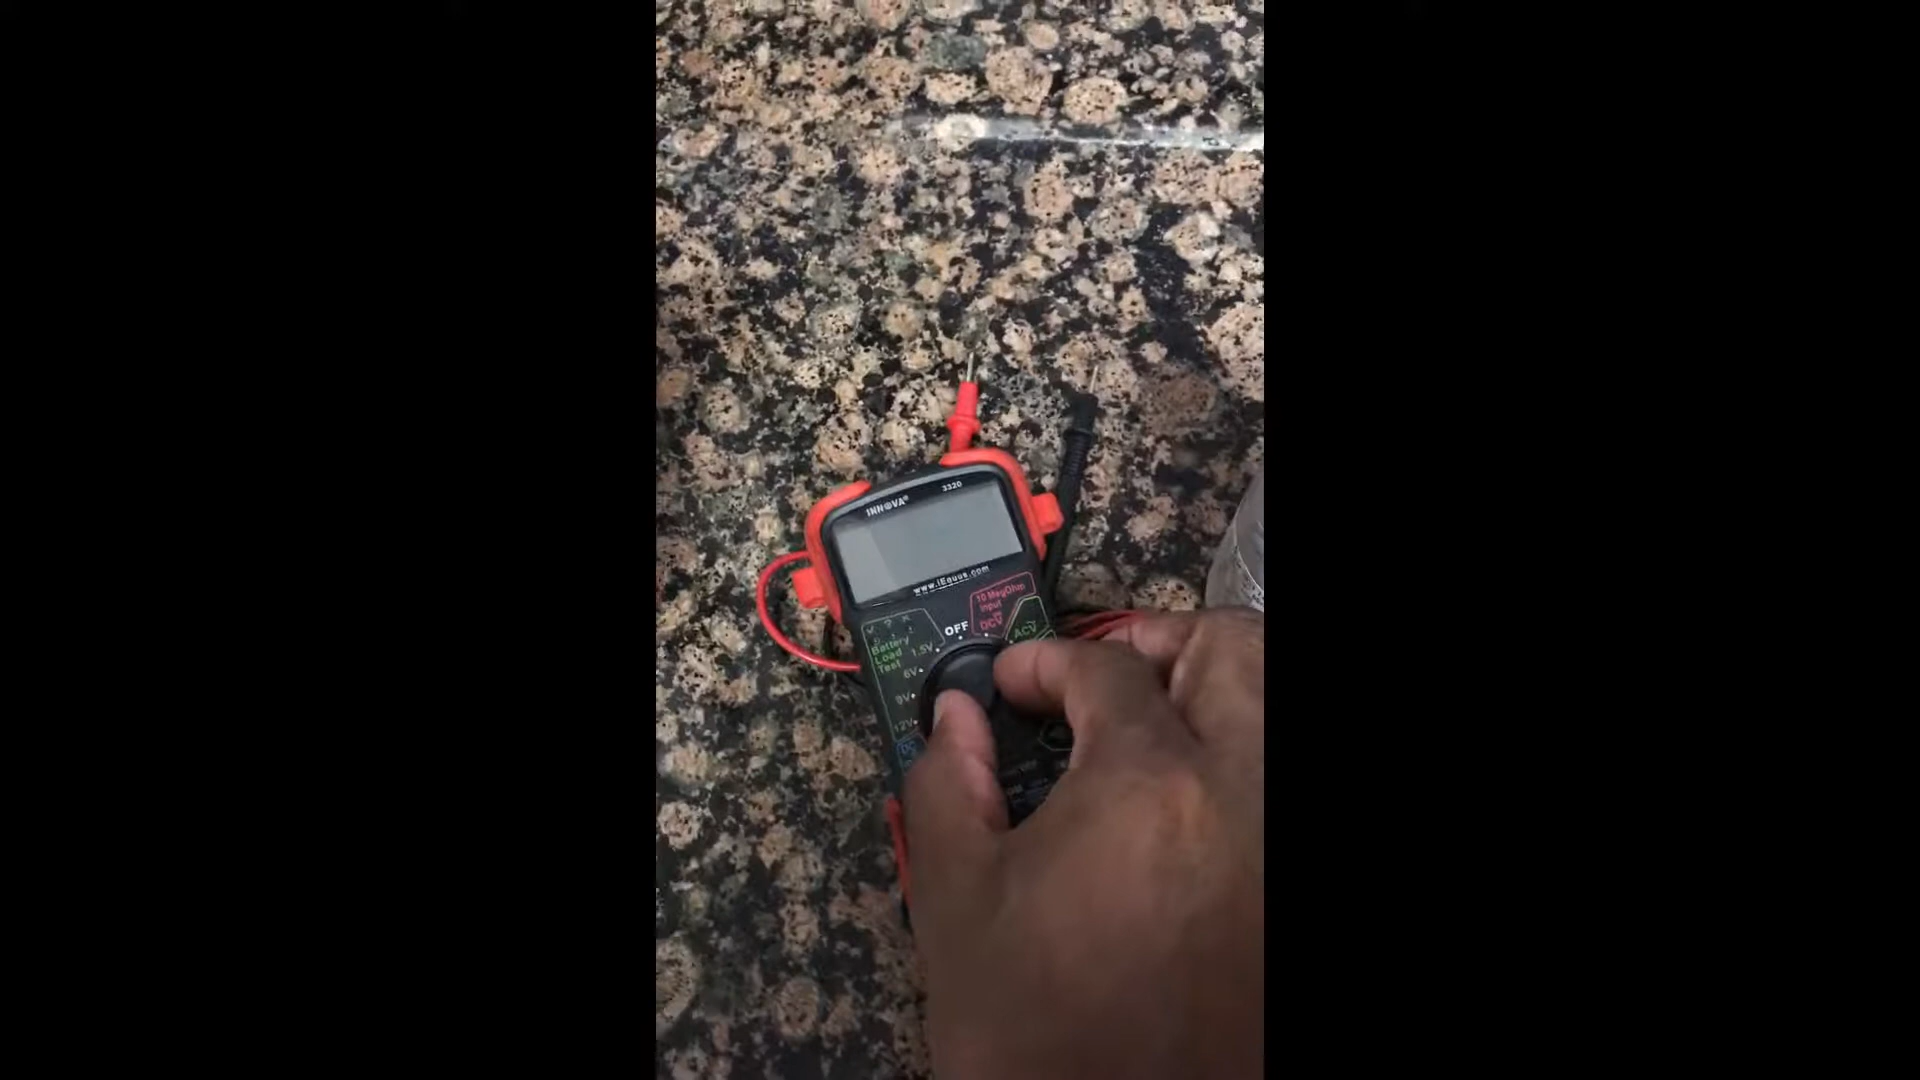 INNOVA® 3320
www.iEquus.com
10 MegOhm
Input
DCV
OFF
ACV
Battery
Load
Test
1.5V
6V
9V
12V
DC